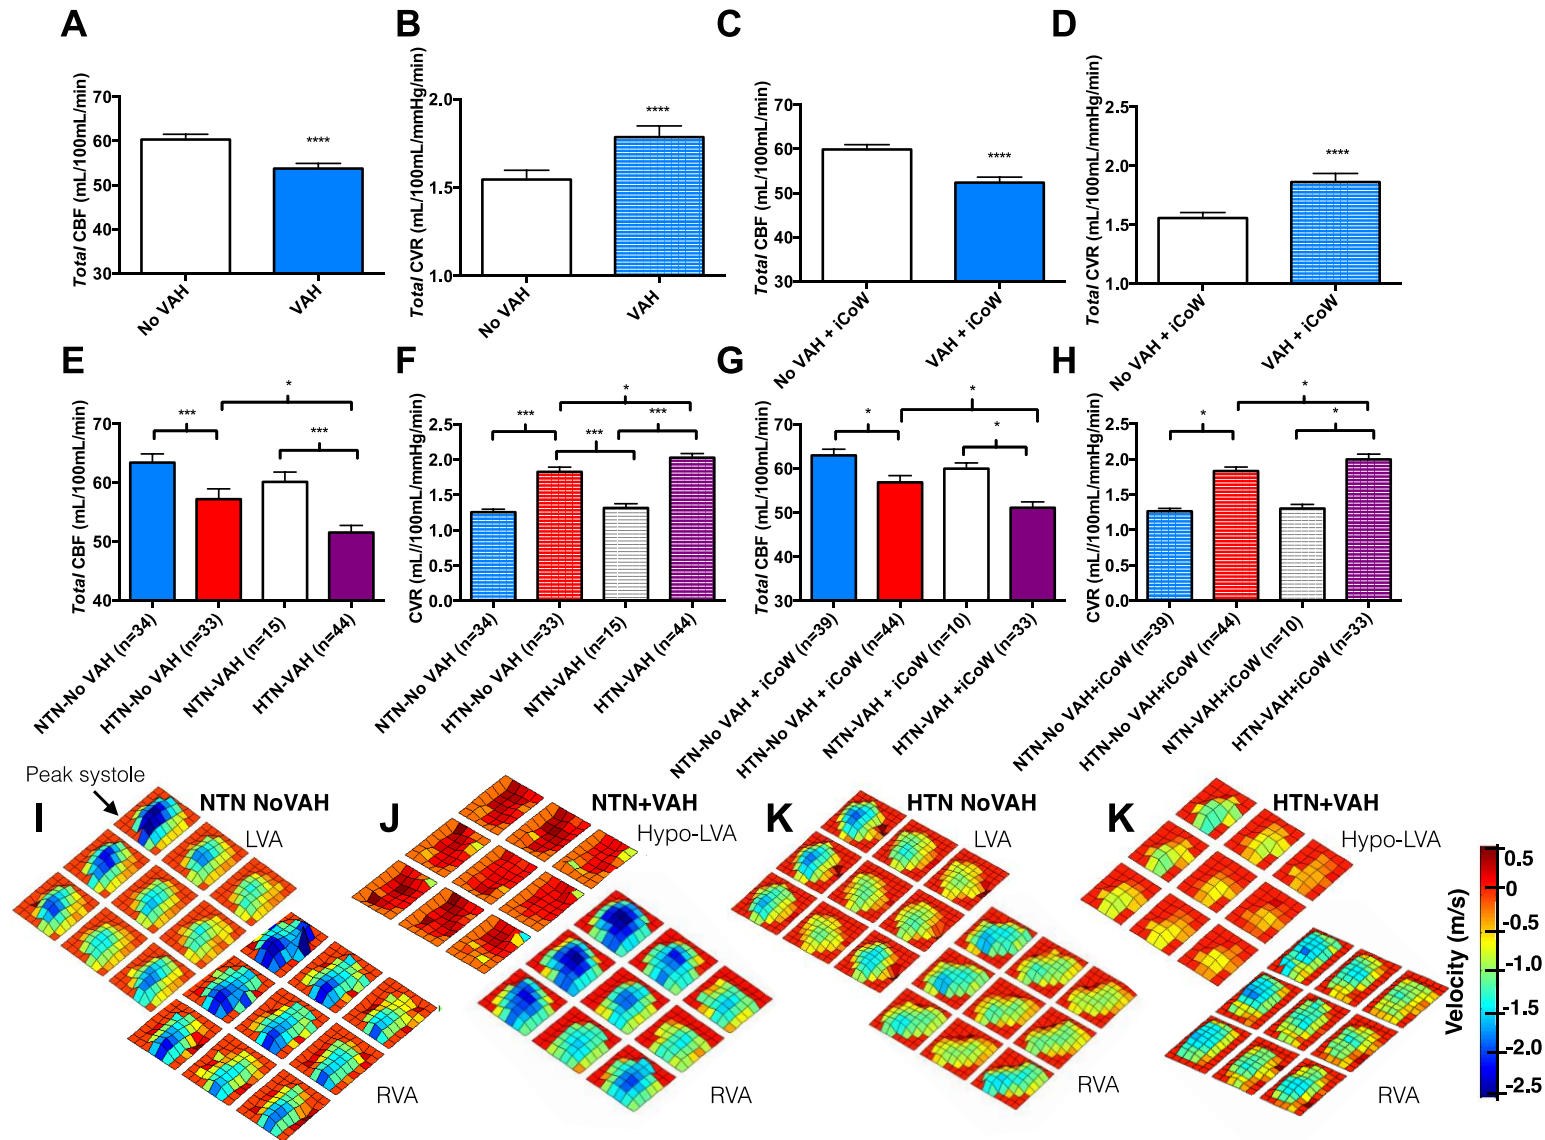 A
B
C
D
Total CBF (mL/100mL/min)
70
60
50
40
30
No VAH
VAH
****
Total CVR (mL/100mL/mmHg/min)
2.0
1.5
1.0
No VAH
VAH
****
Total CBF (mL/100mL/min)
70
60
50
40
30
No VAH + iCoW
VAH + iCoW
****
Total CVR (mL/100mL/mmHg/min)
2.5
2.0
1.5
1.0
No VAH + iCoW
VAH + iCoW
****
E
F
G
H
Total CBF (mL/100mL/min)
70
60
50
40
***
*
***
NTN-No VAH (n=34)
HTN-No VAH (n=33)
NTN-VAH (n=15)
HTN-VAH (n=44)
CVR (mL//100mL/mmHg/min)
2.5
2.0
1.5
1.0
0.5
0.0
***
*
***
***
NTN-No VAH (n=34)
HTN-No VAH (n=33)
NTN-VAH (n=15)
HTN-VAH (n=44)
Total CBF (mL/100mL/min)
70
60
50
40
30
*
*
*
NTN-No VAH + iCoW (n=39)
HTN-No VAH + iCoW (n=44)
NTN-VAH + iCoW (n=10)
HTN-VAH +iCoW (n=33)
CVR (mL//100mL/mmHg/min)
2.5
2.0
1.5
1.0
0.5
0.0
*
*
*
NTN-No VAH+iCoW (n=39)
HTN-No VAH+iCoW (n=44)
NTN-VAH+iCoW (n=10)
HTN-VAH+iCoW (n=33)
Peak systole
I
NTN NoVAH
LVA
RVA
J
NTN+VAH
Hypo-LVA
RVA
K
HTN NoVAH
LVA
RVA
K
HTN+VAH
Hypo-LVA
RVA
Velocity (m/s)
0.5
0
-0.5
-1.0
-1.5
-2.0
-2.5